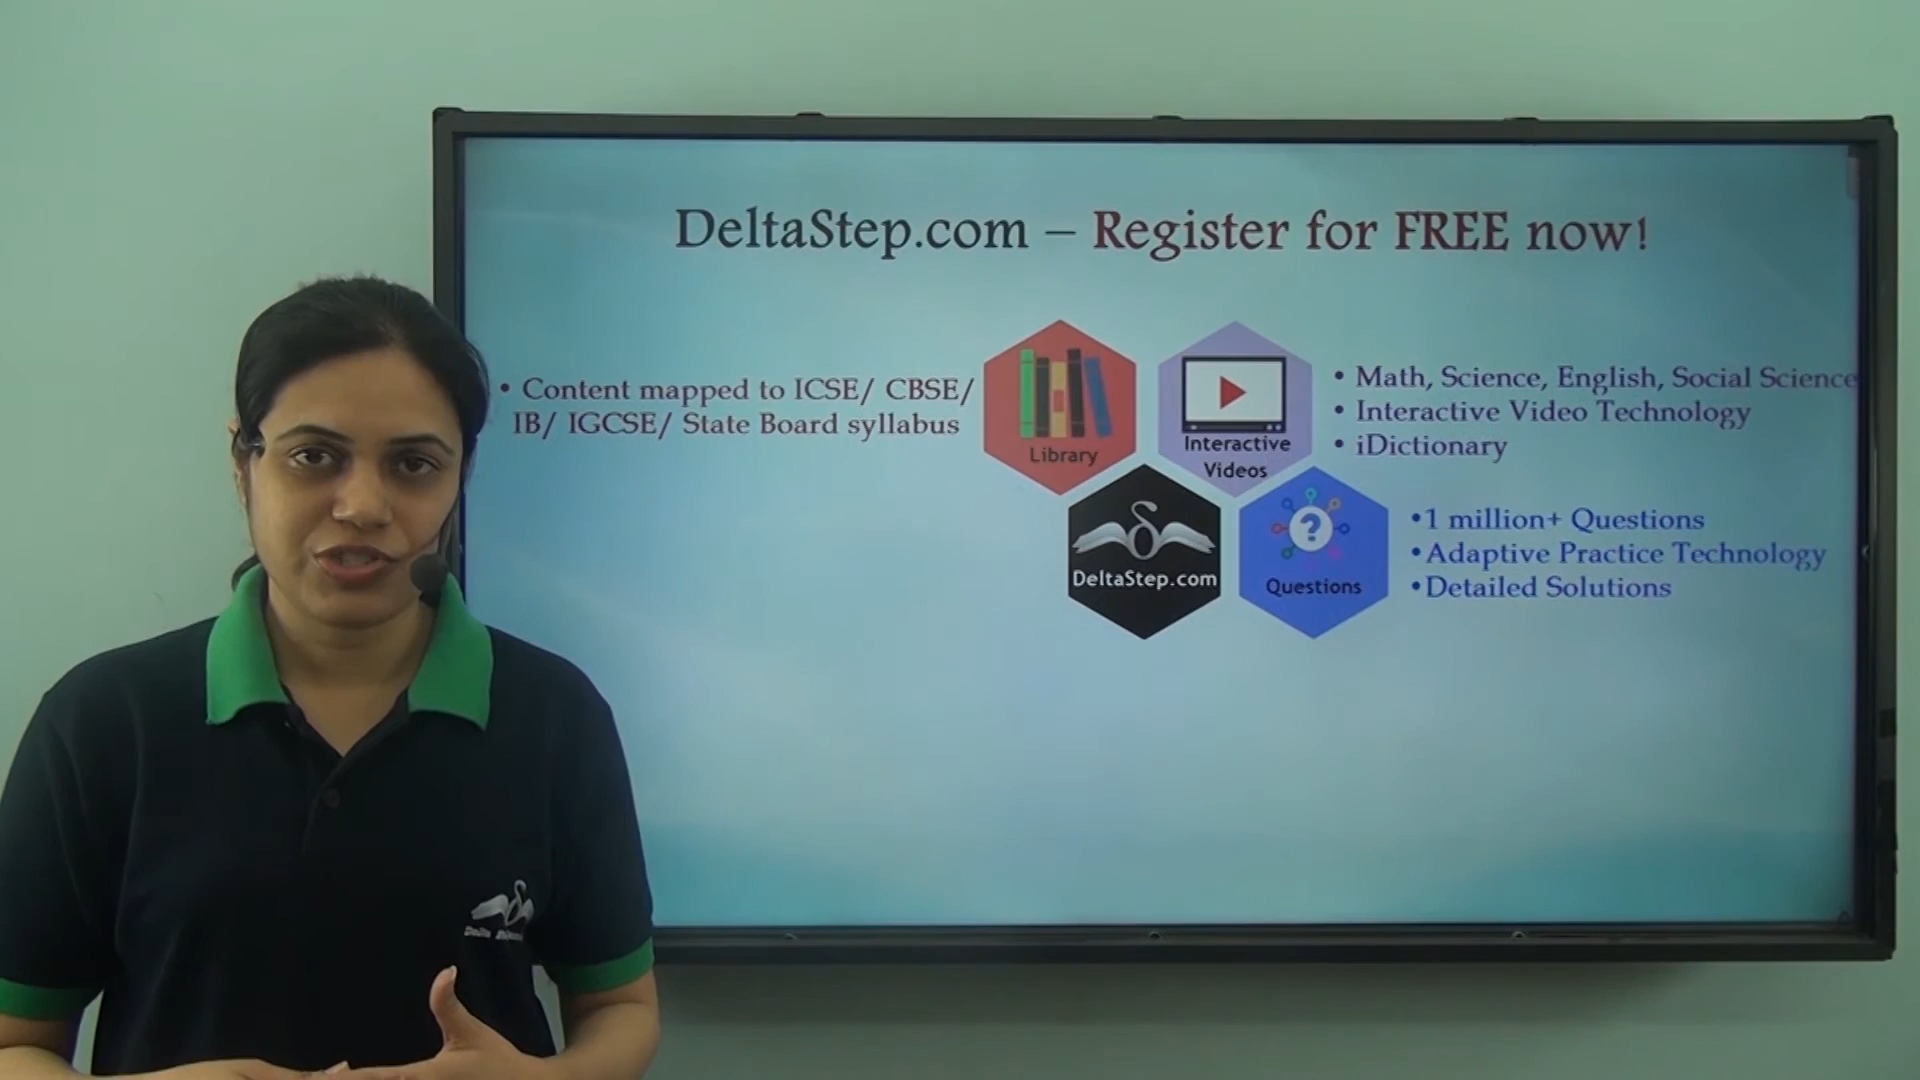 DeltaStep.com – Register for FREE now!
• Content mapped to ICSE/ CBSE/
IB/ IGCSE/ State Board syllabus
Library
Interactive
Videos
• Math, Science, English, Social Science
• Interactive Video Technology
• iDictionary
DeltaStep.com
Questions
•1 million+ Questions
•Adaptive Practice Technology
•Detailed Solutions
Delta